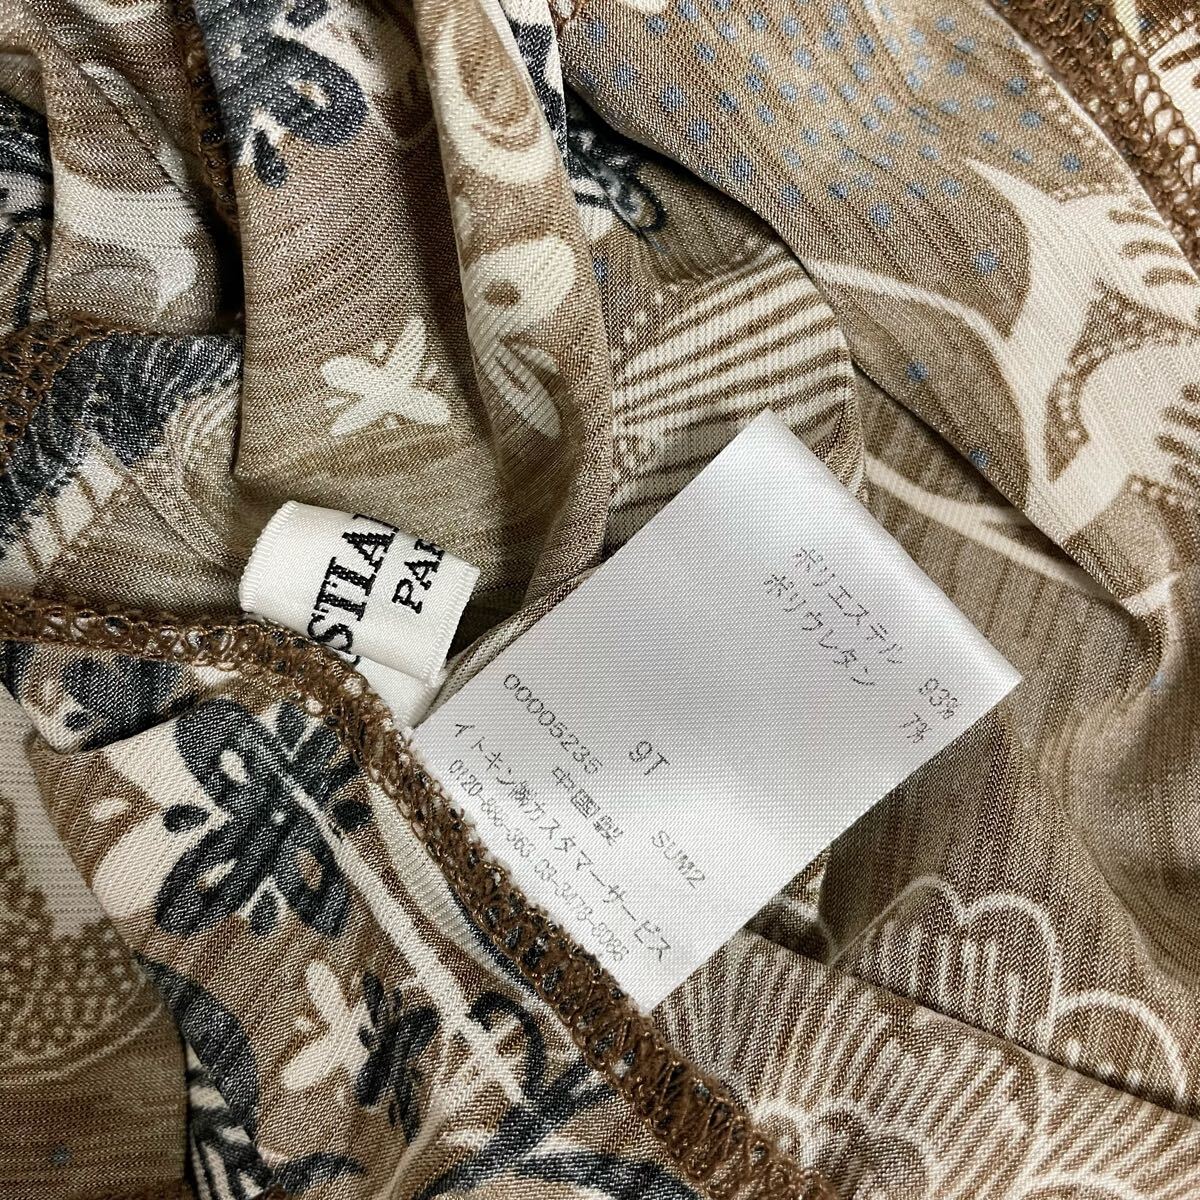 STIA
PA
ポリエステル 93%
ポリウレタン 7%
9T
00005235 中国製 SUM2
イトキン㈱カスタマーサービス